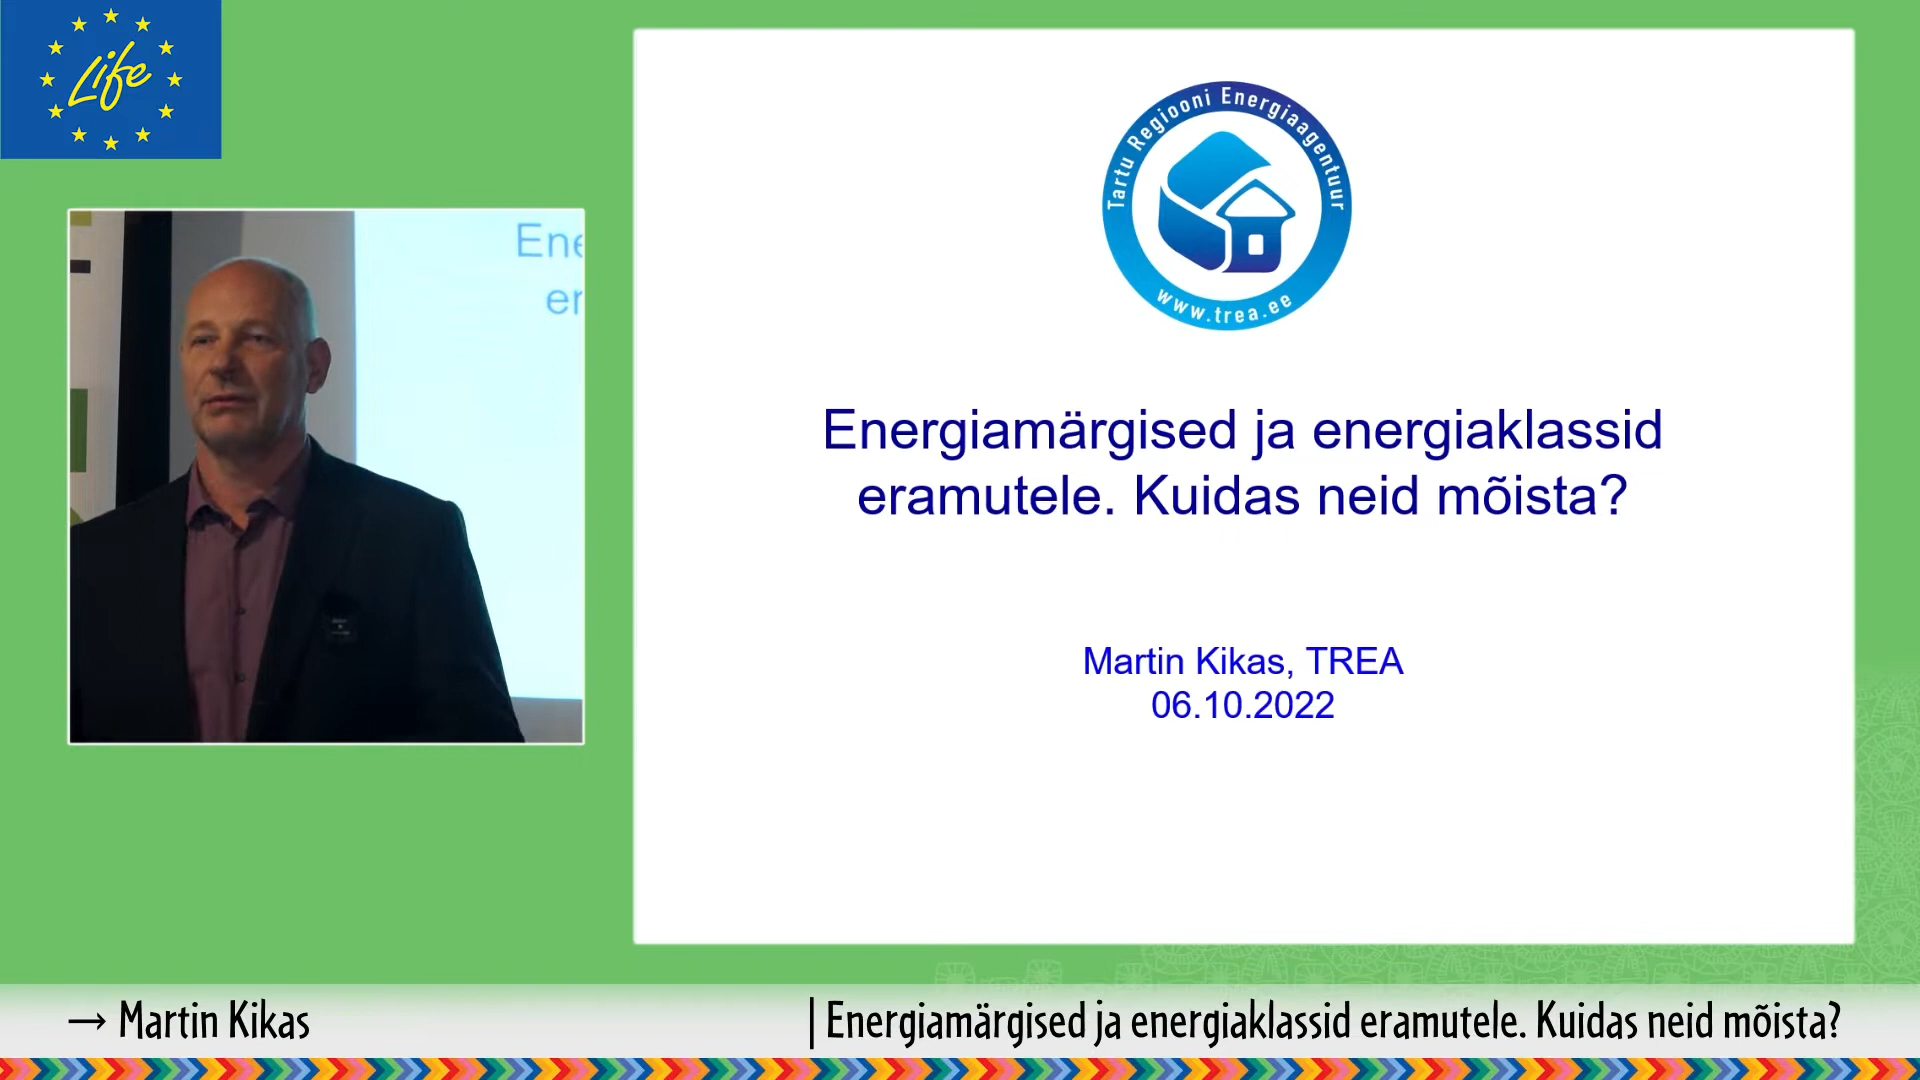 Life
Ene
er
Tartu Regiooni Energiaagentuur
www.trea.ee
Energiamärgised ja energiaklassid
eramutele. Kuidas neid mõista?
Martin Kikas, TREA
06.10.2022
→ Martin Kikas
| Energiamärgised ja energiaklassid eramutele. Kuidas neid mõista?